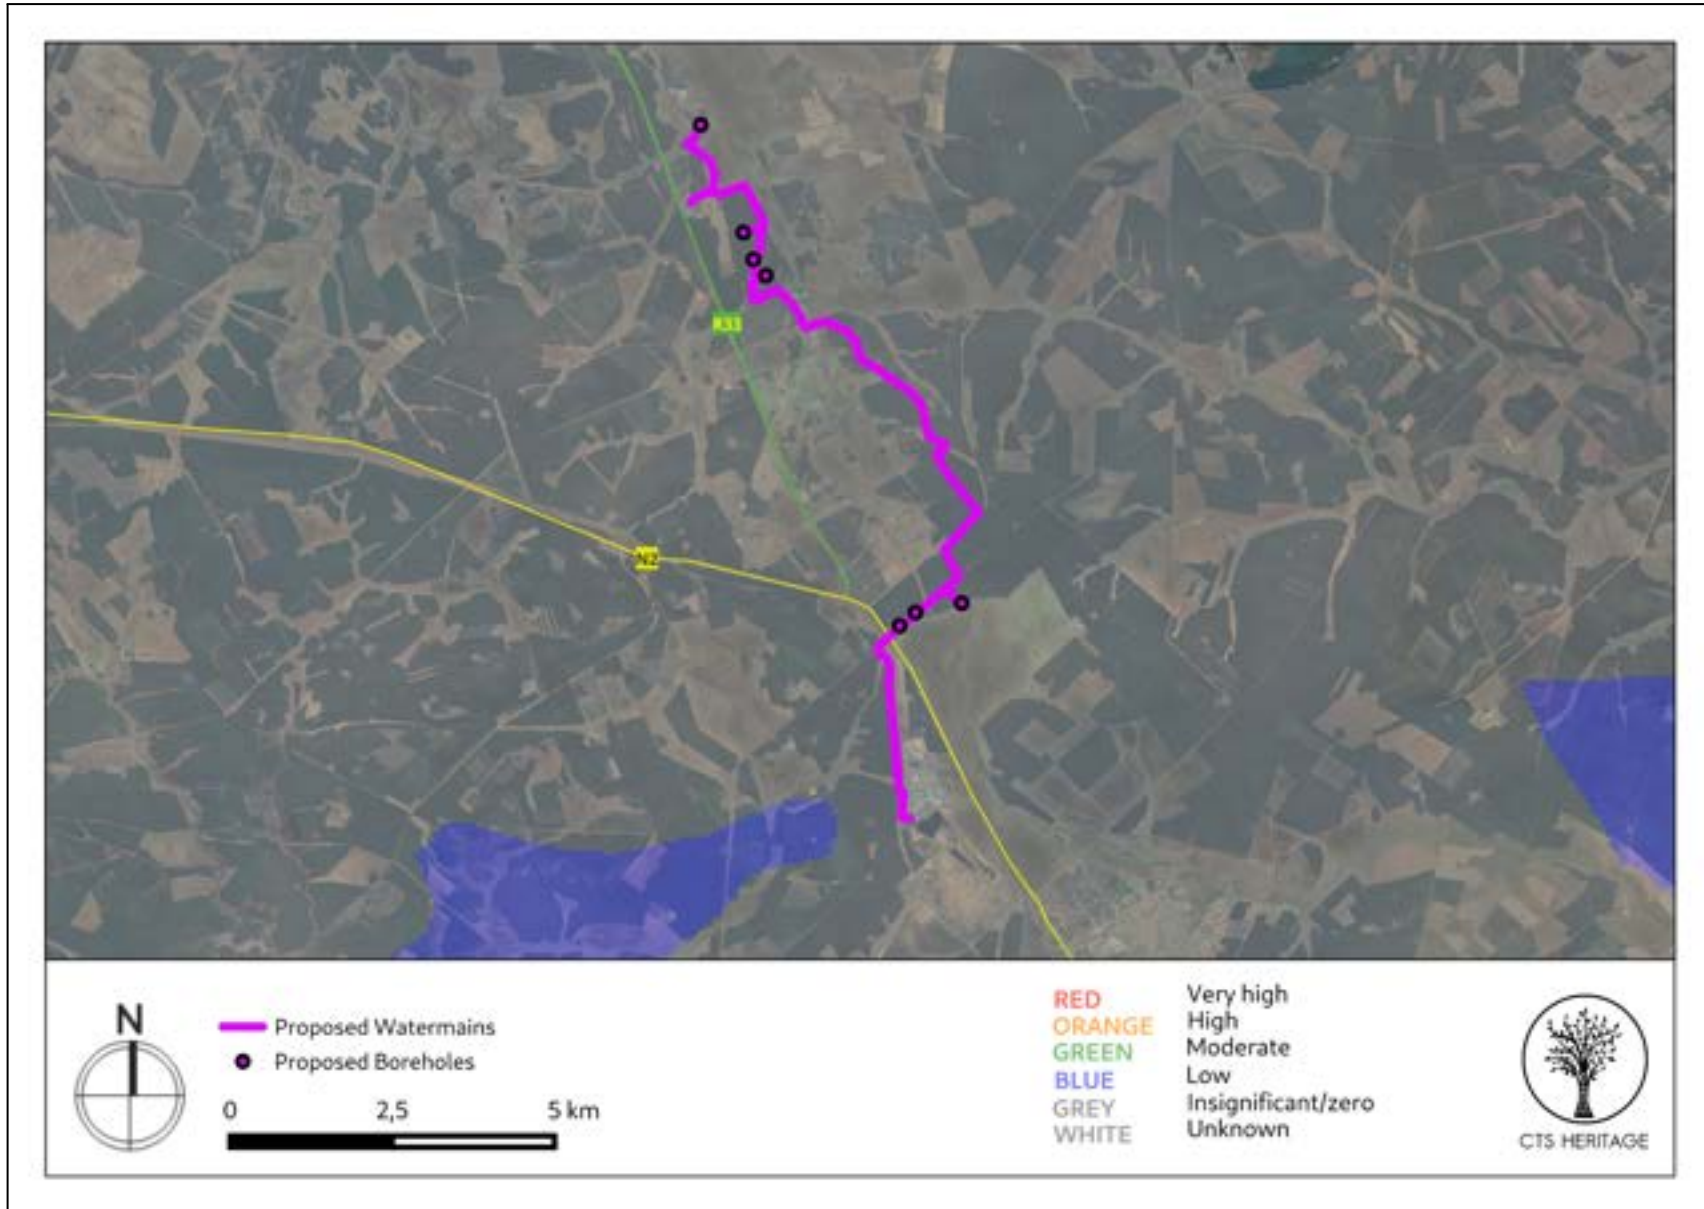 R33
N2
N
Proposed Watermains
Proposed Boreholes
0 2,5 5 km
RED Very high
ORANGE High
GREEN Moderate
BLUE Low
GREY Insignificant/zero
WHITE Unknown
CTS HERITAGE